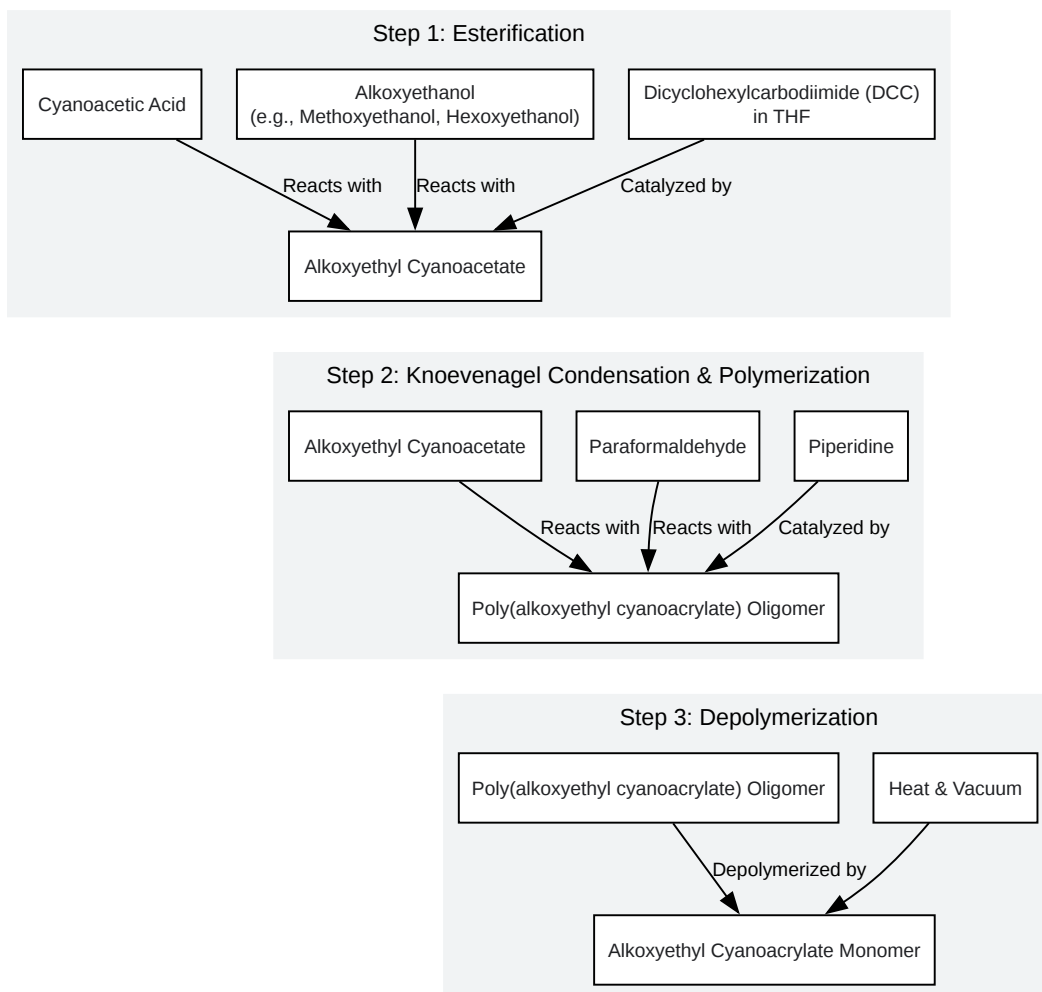 Step 1: Esterification
Cyanoacetic Acid
Alkoxyethanol
(e.g., Methoxyethanol, Hexoxyethanol)
Dicyclohexylcarbodiimide (DCC)
in THF
Reacts with
Reacts with
Catalyzed by
Alkoxyethyl Cyanoacetate
Step 2: Knoevenagel Condensation & Polymerization
Alkoxyethyl Cyanoacetate
Paraformaldehyde
Piperidine
Reacts with
Reacts with
Catalyzed by
Poly(alkoxyethyl cyanoacrylate) Oligomer
Step 3: Depolymerization
Poly(alkoxyethyl cyanoacrylate) Oligomer
Heat & Vacuum
Depolymerized by
Alkoxyethyl Cyanoacrylate Monomer